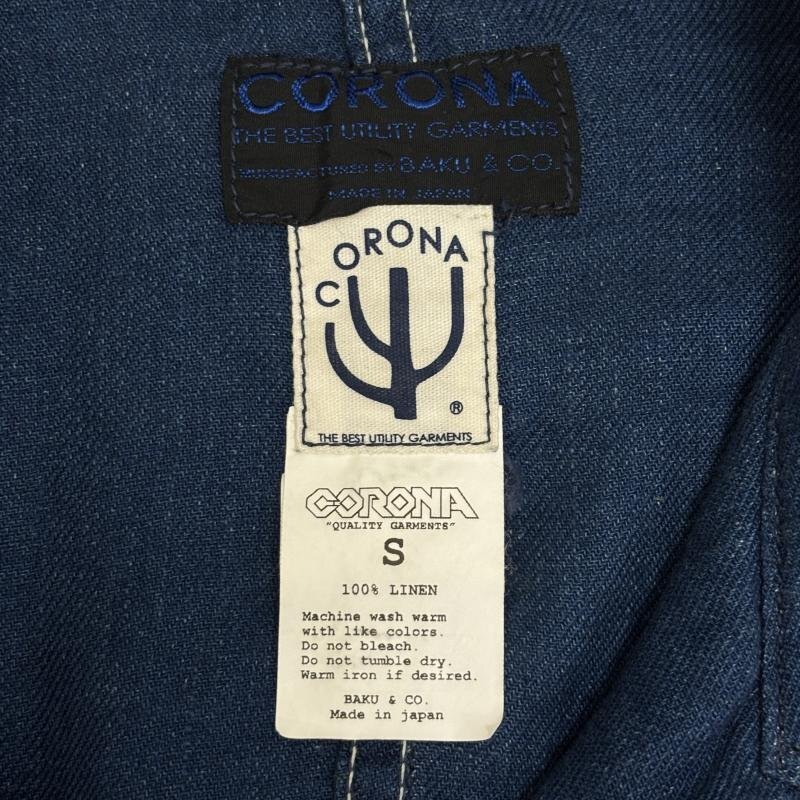 CORONA
THE BEST UTILITY GARMENTS
MUNUFACTURED BY BAKU & CO.
MADE IN JAPAN
CORONA
®
THE BEST UTILITY GARMENTS
CORONA
"QUALITY GARMENTS"
S
100% LINEN
Machine wash warm
with like colors.
Do not bleach.
Do not tumble dry.
Warm iron if desired.
BAKU & CO.
Made in japan